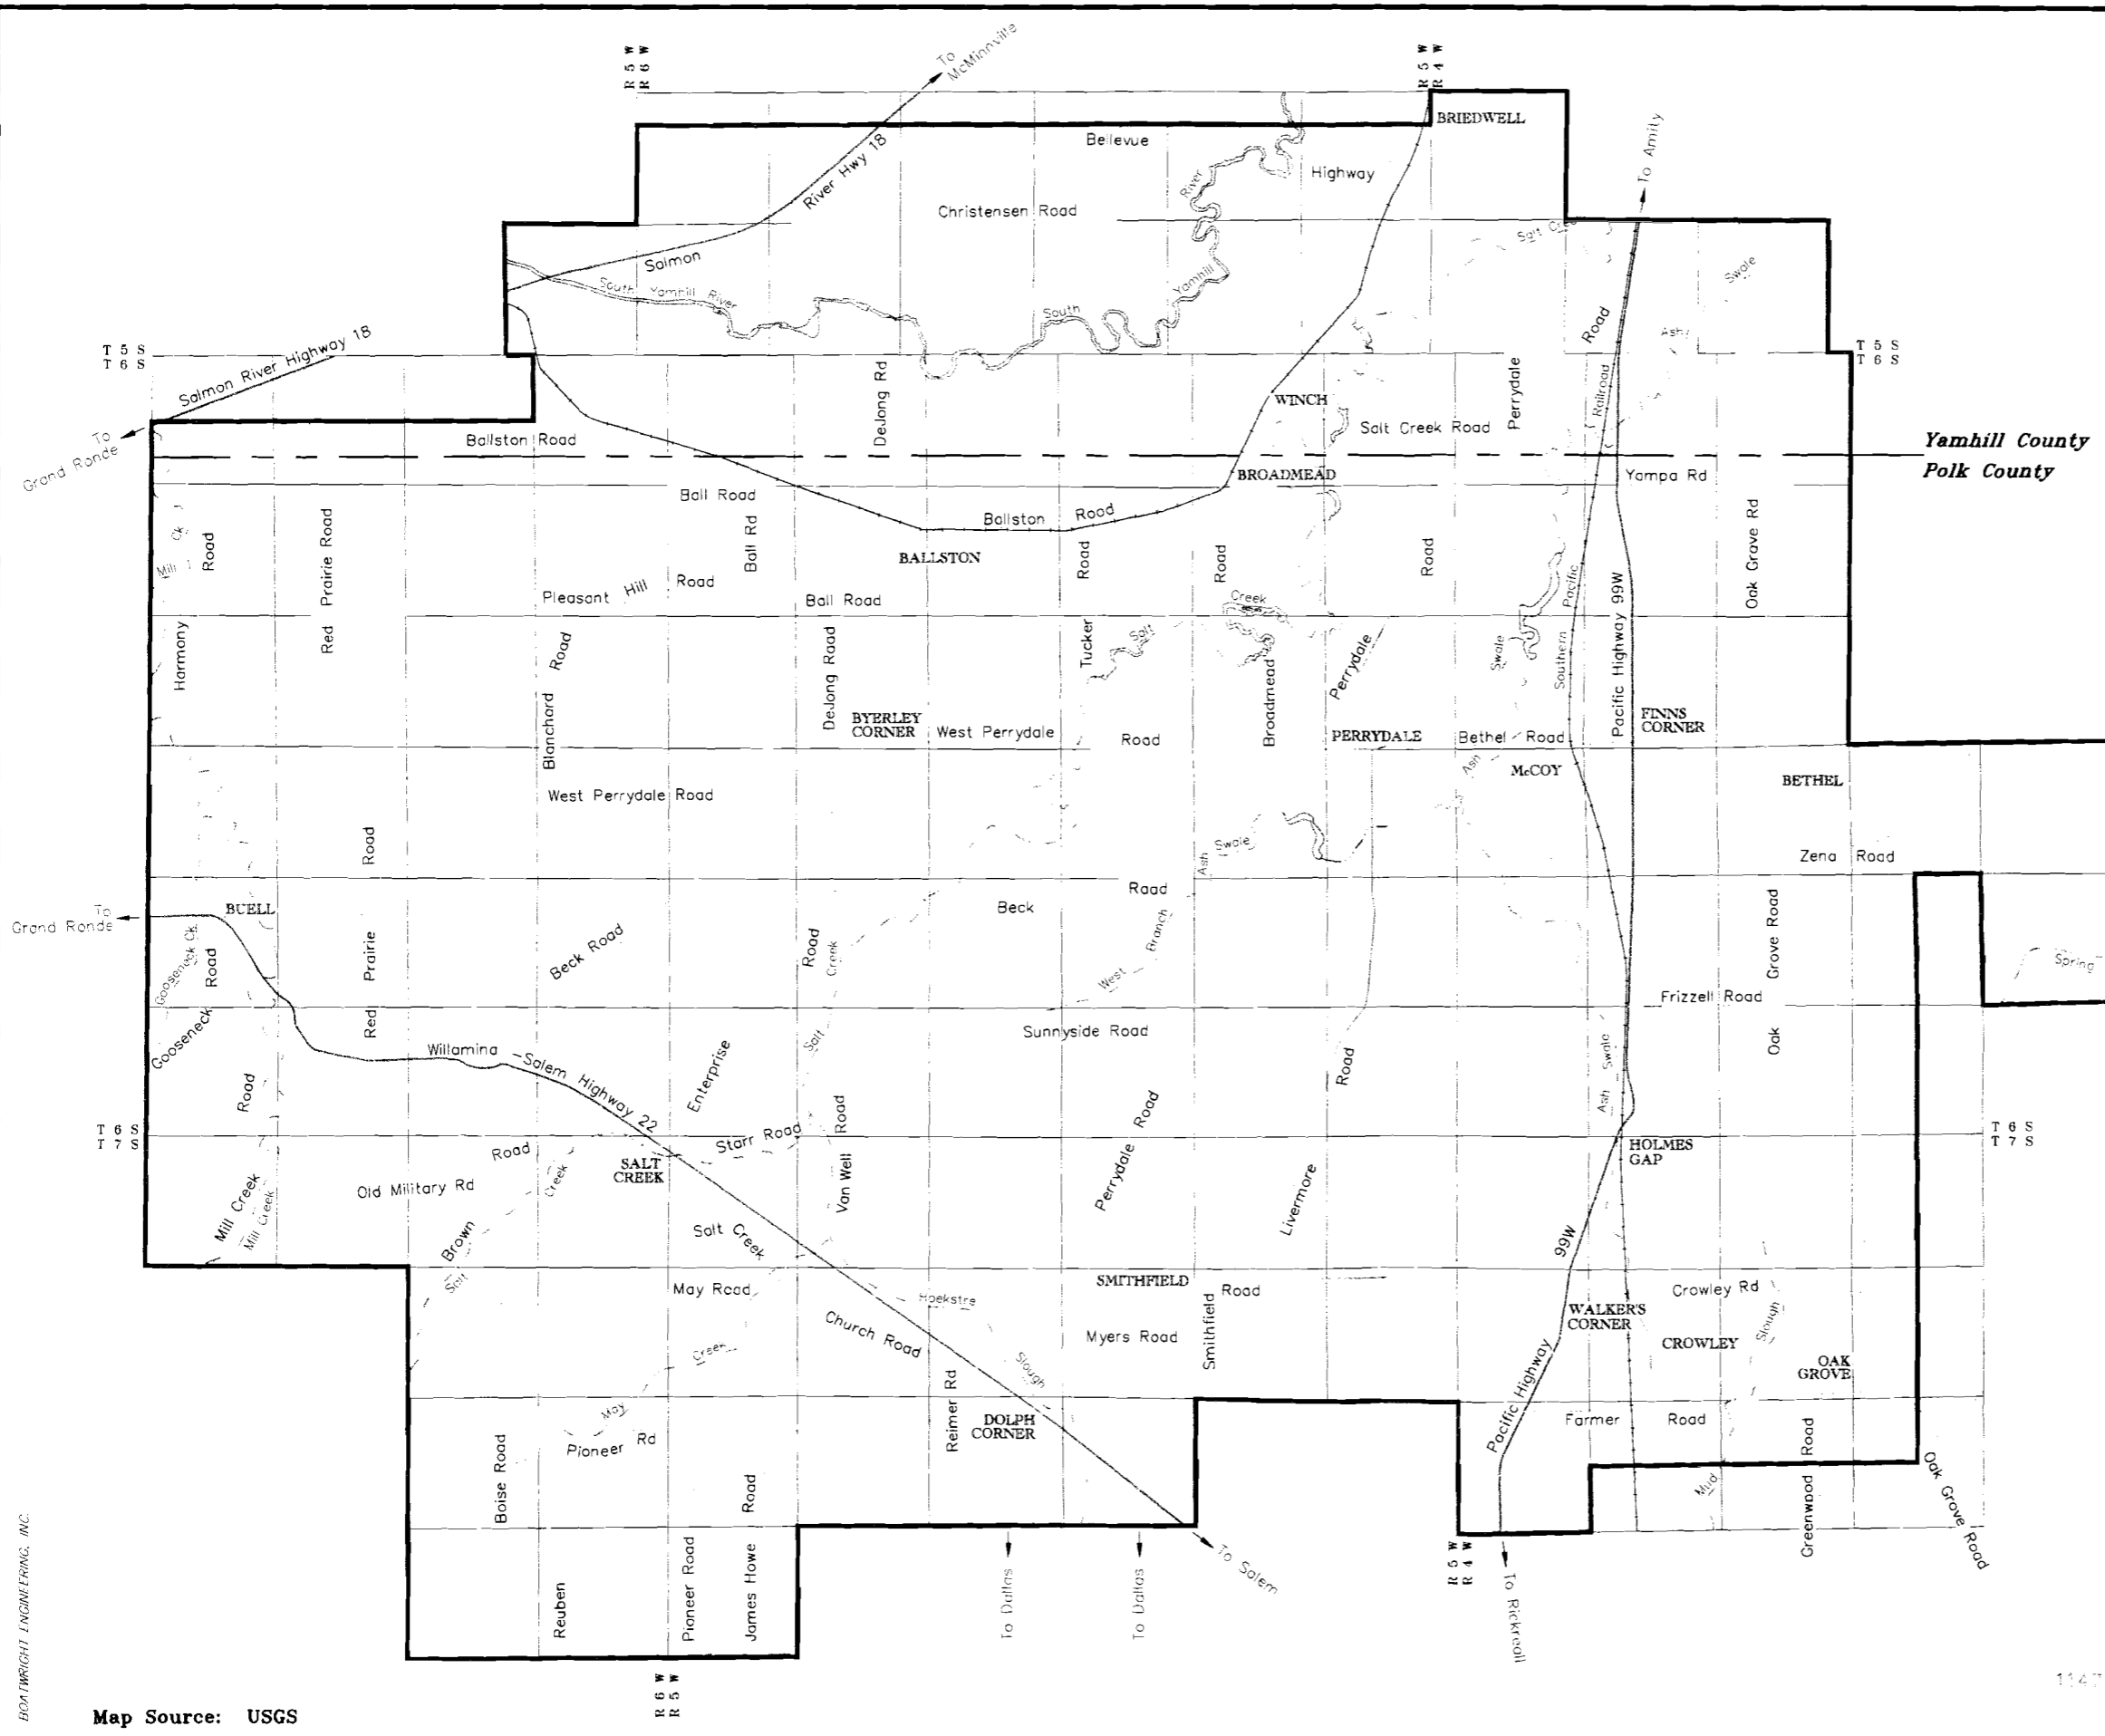 To
McMinnville
R 5 W
R 6 W
R 5 W
R 4 W
BRIEDWELL
To Amity
Bellevue
Highway
River Hwy 18
Christensen Road
River
Salmon
South Yamhill River
South
Yamhill
Salt
Swale
Ash
Road
Railroad
T 5 S
T 6 S
T 5 S
T 6 S
Salmon River Highway 18
To
Grand Ronde
Ballston Road
DeJong Rd
WINCH
Salt Creek Road
Perrydale
BROADMEAD
Yampa Rd
Yamhill County
Polk County
Ball Road
Ball Rd
Ballston Road
BALLSTON
Mill Ck
Road
Red Prairie Road
Pleasant Hill Road
Ball Road
Road
Road
Road
Oak Grave Rd
Creek
Salt
Harmony
Blanchard Road
DeJong Raad
Tucker
Broadmead
Perrydale
Swale
Southern Pacific
Pacific Highway 99W
BYERLEY
CORNER
West Perrydale Road
PERRYDALE
Bethel Road
FINNS
CORNER
Ash
McCOY
BETHEL
West Perrydale Road
Road
Ash Swale
Zena Road
Raad
Beck
BUELL
To
Grand Ronde
Gooseneck Ck.
Road
Gooseneck
Red Prairie
Beck Road
Road
Creek
Salt
West Branch
Oak Grove Road
Spring
Frizzell Road
Sunnyside Road
Willamina -Salem Highway 22
Enterprise
Road
Ash Swale
Road
Starr Road
Road
Perrydale Road
T 6 S
T 7 S
T 6 S
T 7 S
HOLMES
GAP
SALT
CREEK
Road
Creek
Old Military Rd
Van Well
Livermore
Mill Creek
Mill Creek
Brown
Salt
Salt Creek
99W
May Road
Hoekstre
SMITHFIELD
Road
Crowley Rd
Church Road
Myers Road
Smithfield
WALKER'S
CORNER
CROWLEY
Slough
OAK
GROVE
Slough
Reimer Rd
May
Pioneer Rd
DOLPH
CORNER
Pacific Highway
Farmer Road
Boise Road
Road
Mud
Greenwood Road
Oak Grove Road
Reuben
Pioneer Road
James Howe
To Dallas
To Dallas
To Salem
R 5 W
R 4 W
To Rickreall
R 6 W
R 5 W
BOATWRIGHT ENGINEERING, INC.
Map Source: USGS